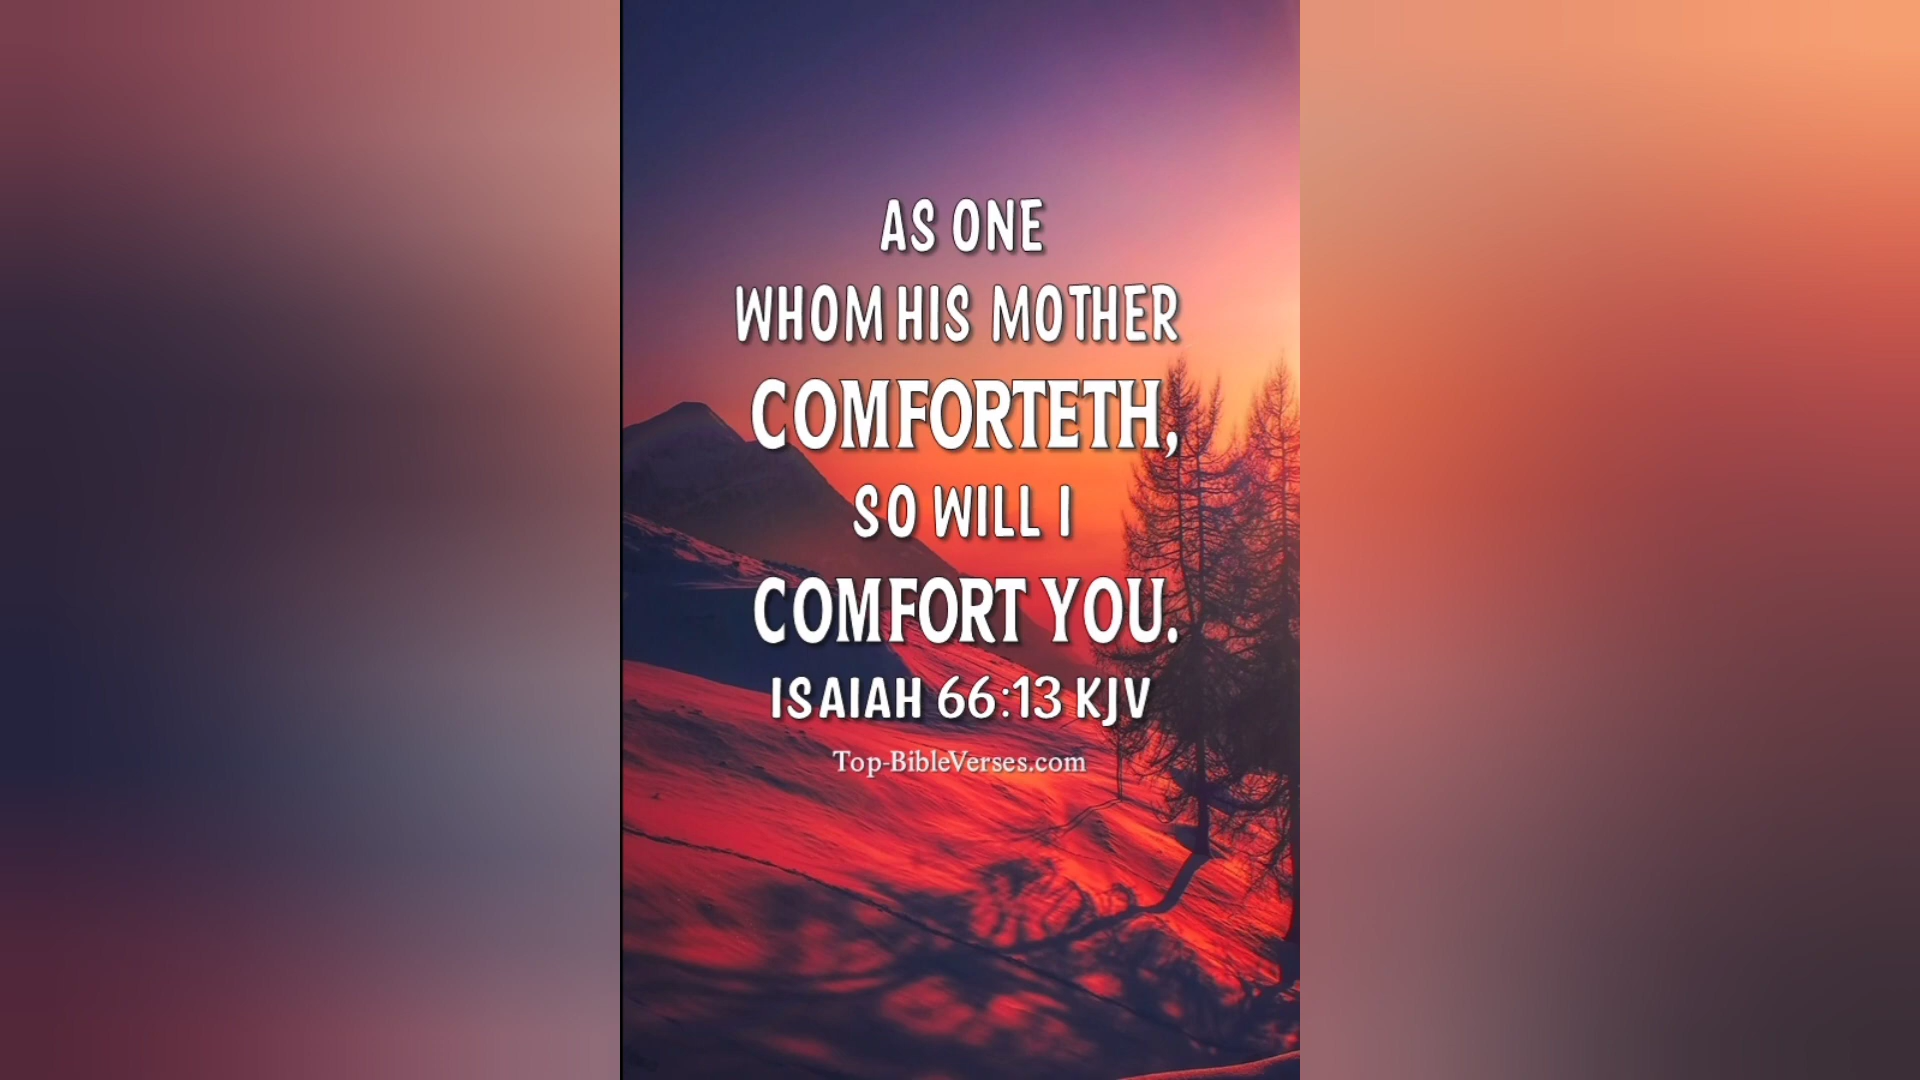 AS ONE
WHOM HIS MOTHER
COMFORTETH,
SO WILL I
COMFORT YOU.
ISAIAH 66:13 KJV
Top-BibleVerses.com